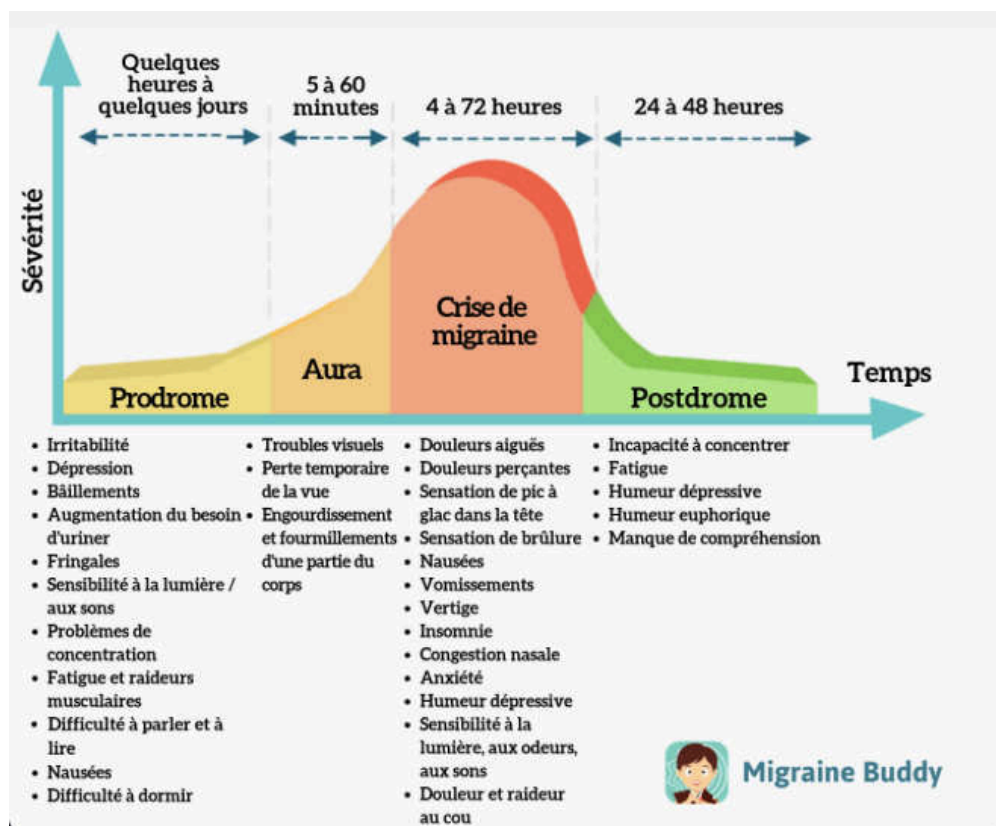 Quelques
heures à
quelques jours
5 à 60
minutes
4 à 72 heures
24 à 48 heures
Sévérité
Prodrome
Aura
Crise de
migraine
Postdrome
Temps
• Irritabilité
• Dépression
• Bâillements
• Augmentation du besoin
d'uriner
• Fringales
• Sensibilité à la lumière /
aux sons
• Problèmes de
concentration
• Fatigue et raideurs
musculaires
• Difficulté à parler et à
lire
• Nausées
• Difficulté à dormir
• Troubles visuels
• Perte temporaire
de la vue
• Engourdissement
et fourmillements
d'une partie du
corps
• Douleurs aiguës
• Douleurs perçantes
• Sensation de pic à
glac dans la tête
• Sensation de brûlure
• Nausées
• Vomissements
• Vertige
• Insomnie
• Congestion nasale
• Anxiété
• Humeur dépressive
• Sensibilité à la
lumière, aux odeurs,
aux sons
• Douleur et raideur
au cou
• Incapacité à concentrer
• Fatigue
• Humeur dépressive
• Humeur euphorique
• Manque de compréhension
Migraine Buddy